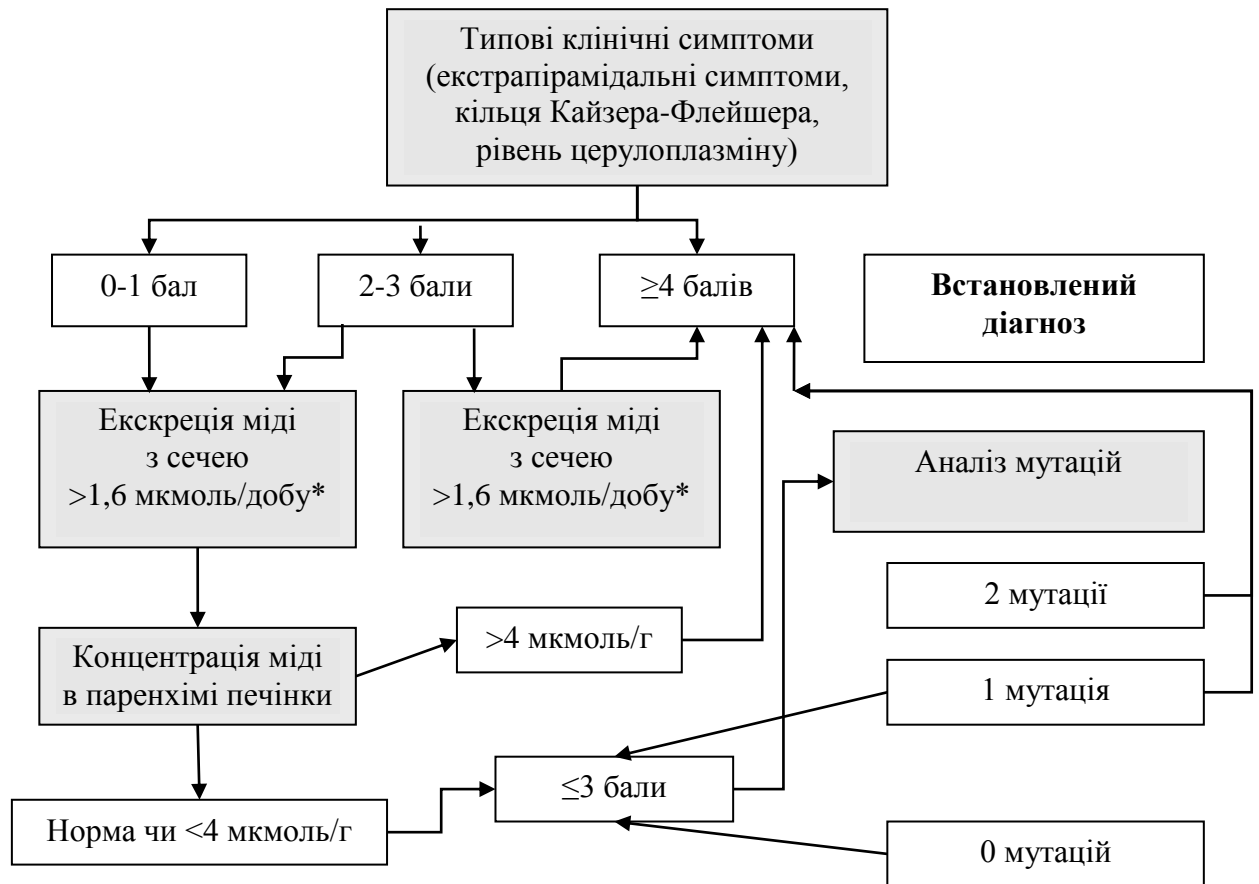 Типові клінічні симптоми
(екстрапірамідальні симптоми,
кільця Кайзера-Флейшера,
рівень церулоплазміну)
0-1 бал
2-3 бали
≥4 балів
Встановлений
діагноз
Екскреція міді
з сечею
>1,6 мкмоль/добу*
Екскреція міді
з сечею
>1,6 мкмоль/добу*
Аналіз мутацій
2 мутації
Концентрація міді
в паренхімі печінки
>4 мкмоль/г
1 мутація
≤3 бали
Норма чи <4 мкмоль/г
0 мутацій